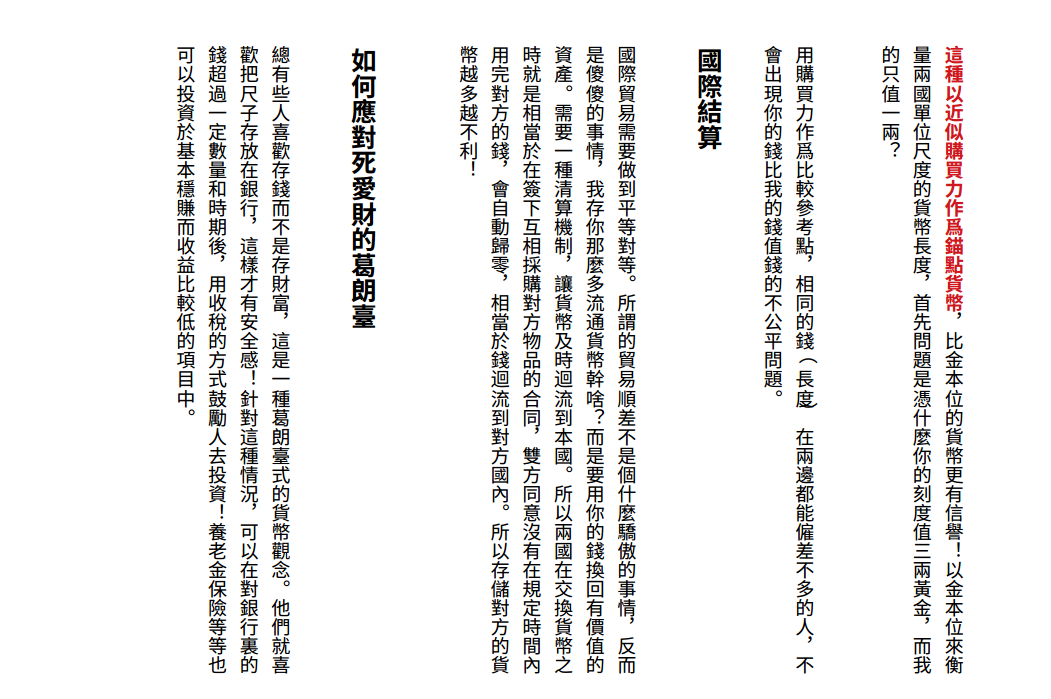 這種以近似購買力作爲錨點貨幣，比金本位的貨幣更有信譽！以金本位來衡
量兩國單位尺度的貨幣長度，首先問題是憑什麼你的刻度值三兩黃金，而我
的只值一兩？
用購買力作爲比較參考點，相同的錢（長度）在兩邊都能僱差不多的人，不
會出現你的錢比我的錢值錢的不公平問題。
國際結算
國際貿易需要做到平等對等。所謂的貿易順差不是個什麼驕傲的事情，反而
是傻傻的事情，我存你那麼多流通貨幣幹啥？而是要用你的錢換回有價值的
資產。需要一種清算機制，讓貨幣及時迴流到本國。所以兩國在交換貨幣之
時就是相當於在簽下互相採購對方物品的合同，雙方同意沒有在規定時間內
用完對方的錢，會自動歸零，相當於錢迴流到對方國內。所以存儲對方的貨
幣越多越不利！
如何應對死愛財的葛朗臺
總有些人喜歡存錢而不是存財富，這是一種葛朗臺式的貨幣觀念。他們就喜
歡把尺子存放在銀行，這樣才有安全感！針對這種情況，可以在對銀行裏的
錢超過一定數量和時期後，用收稅的方式鼓勵人去投資！養老金保險等等也
可以投資於基本穩賺而收益比較低的項目中。